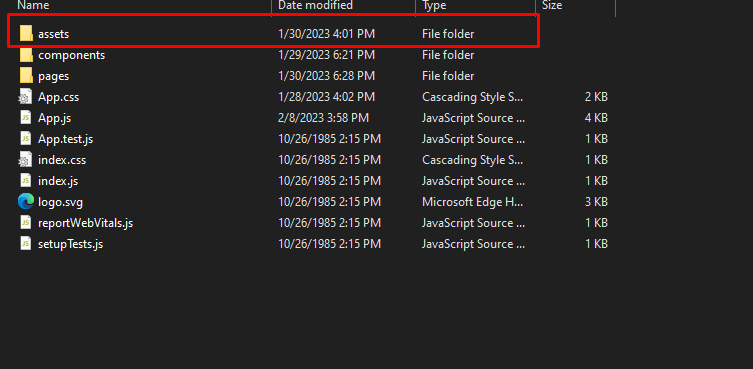 Name Date modified Type Size
assets 1/30/2023 4:01 PM File folder
components 1/29/2023 6:21 PM File folder
pages 1/30/2023 6:28 PM File folder
App.css 1/28/2023 4:02 PM Cascading Style S... 2 KB
JS App.js 2/8/2023 3:58 PM JavaScript Source ... 4 KB
JS App.test.js 10/26/1985 2:15 PM JavaScript Source ... 1 KB
index.css 10/26/1985 2:15 PM Cascading Style S... 1 KB
JS index.js 10/26/1985 2:15 PM JavaScript Source ... 1 KB
logo.svg 10/26/1985 2:15 PM Microsoft Edge H... 3 KB
JS reportWebVitals.js 10/26/1985 2:15 PM JavaScript Source ... 1 KB
JS setupTests.js 10/26/1985 2:15 PM JavaScript Source ... 1 KB